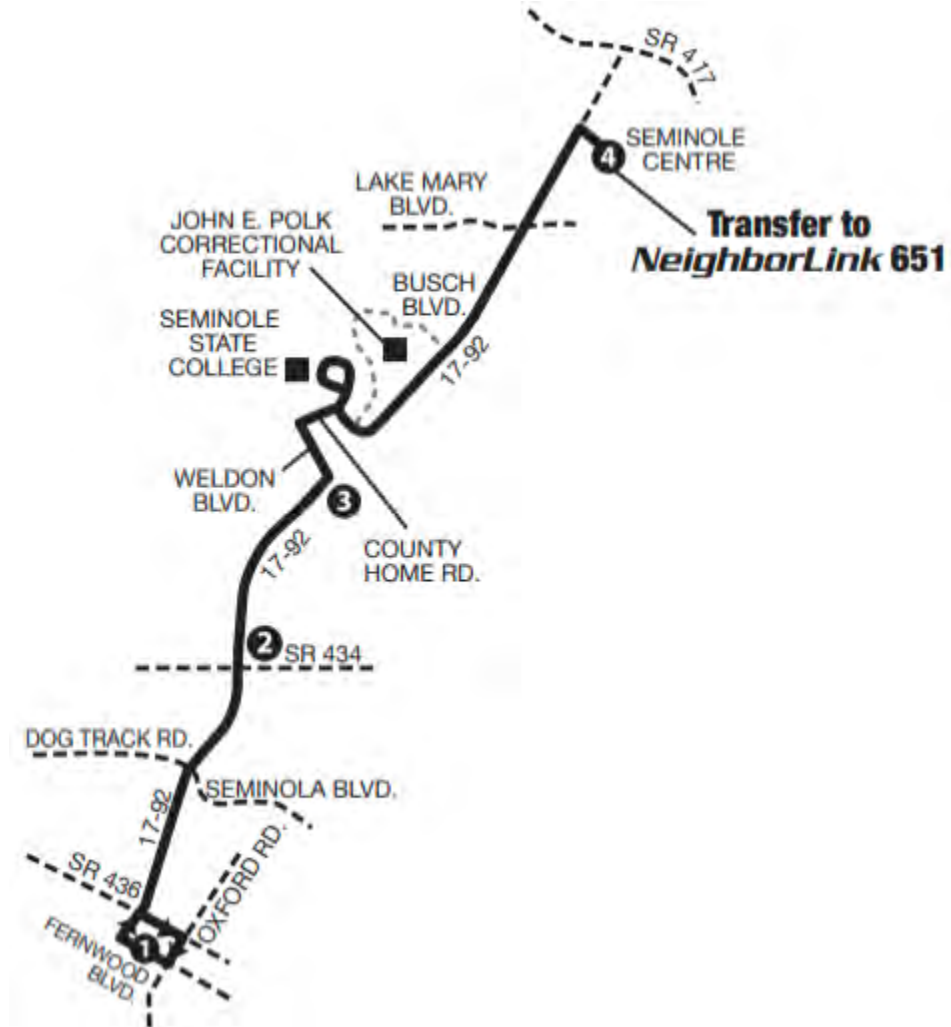 SR 417
4
SEMINOLE
CENTRE
LAKE MARY
BLVD.
Transfer to
NeighborLink 651
JOHN E. POLK
CORRECTIONAL
FACILITY
BUSCH
BLVD.
SEMINOLE
STATE
COLLEGE
17-92
WELDON
BLVD.
3
COUNTY
HOME RD.
17-92
2
SR 434
DOG TRACK RD.
SEMINOLA BLVD.
17-92
SR 436
OXFORD RD.
1
FERNWOOD
BLVD.